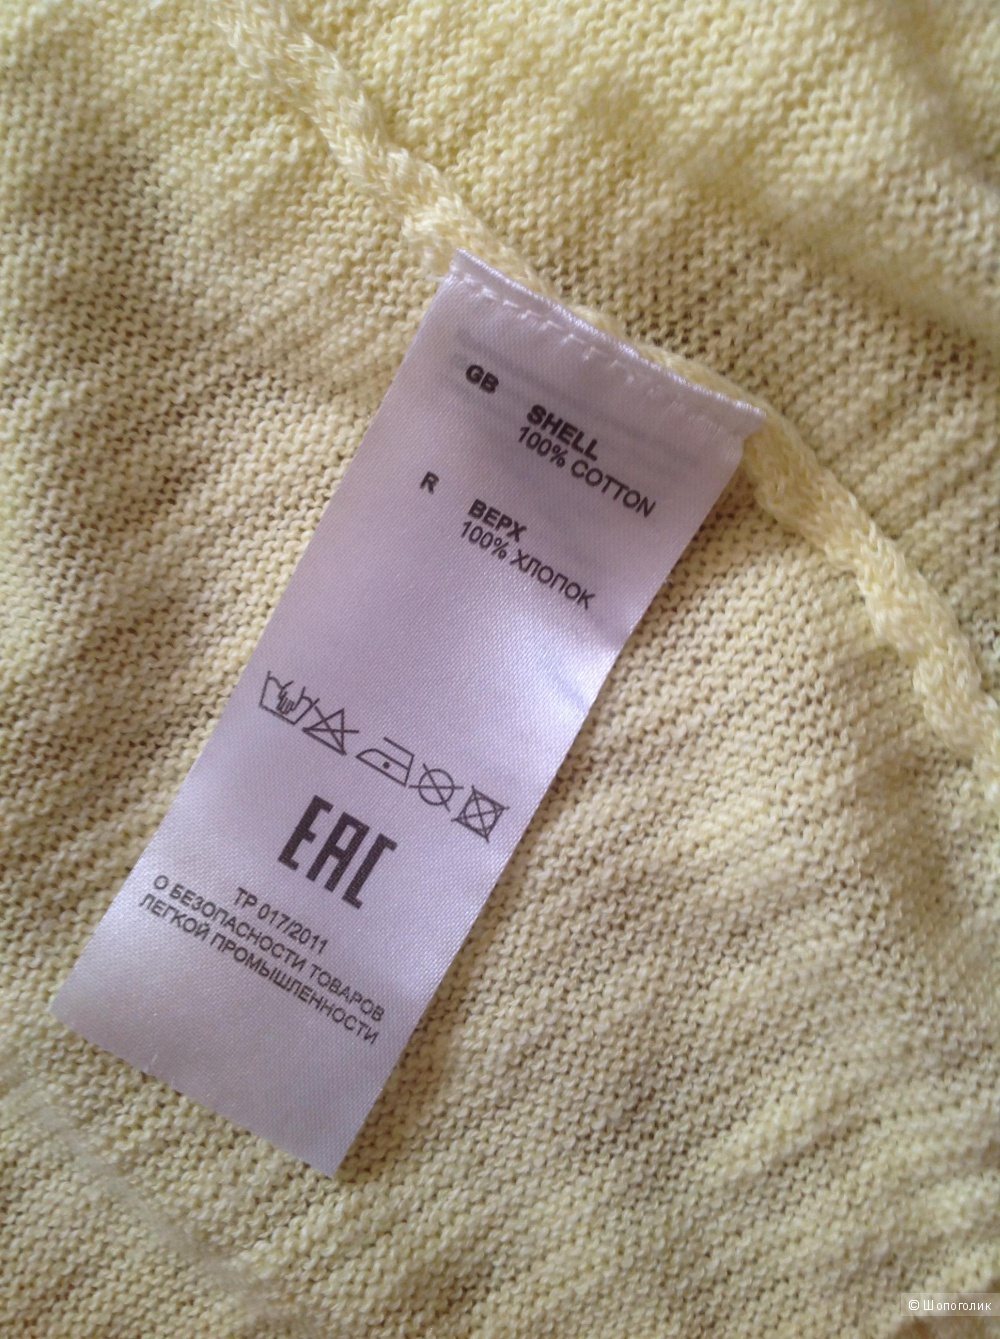 GB
SHELL
100% COTTON
R
ВЕРХ
100% ХЛОПОК
EAC
ТР 017/2011
О БЕЗОПАСНОСТИ ТОВАРОВ
ЛЕГКОЙ ПРОМЫШЛЕННОСТИ
© Шопоголик